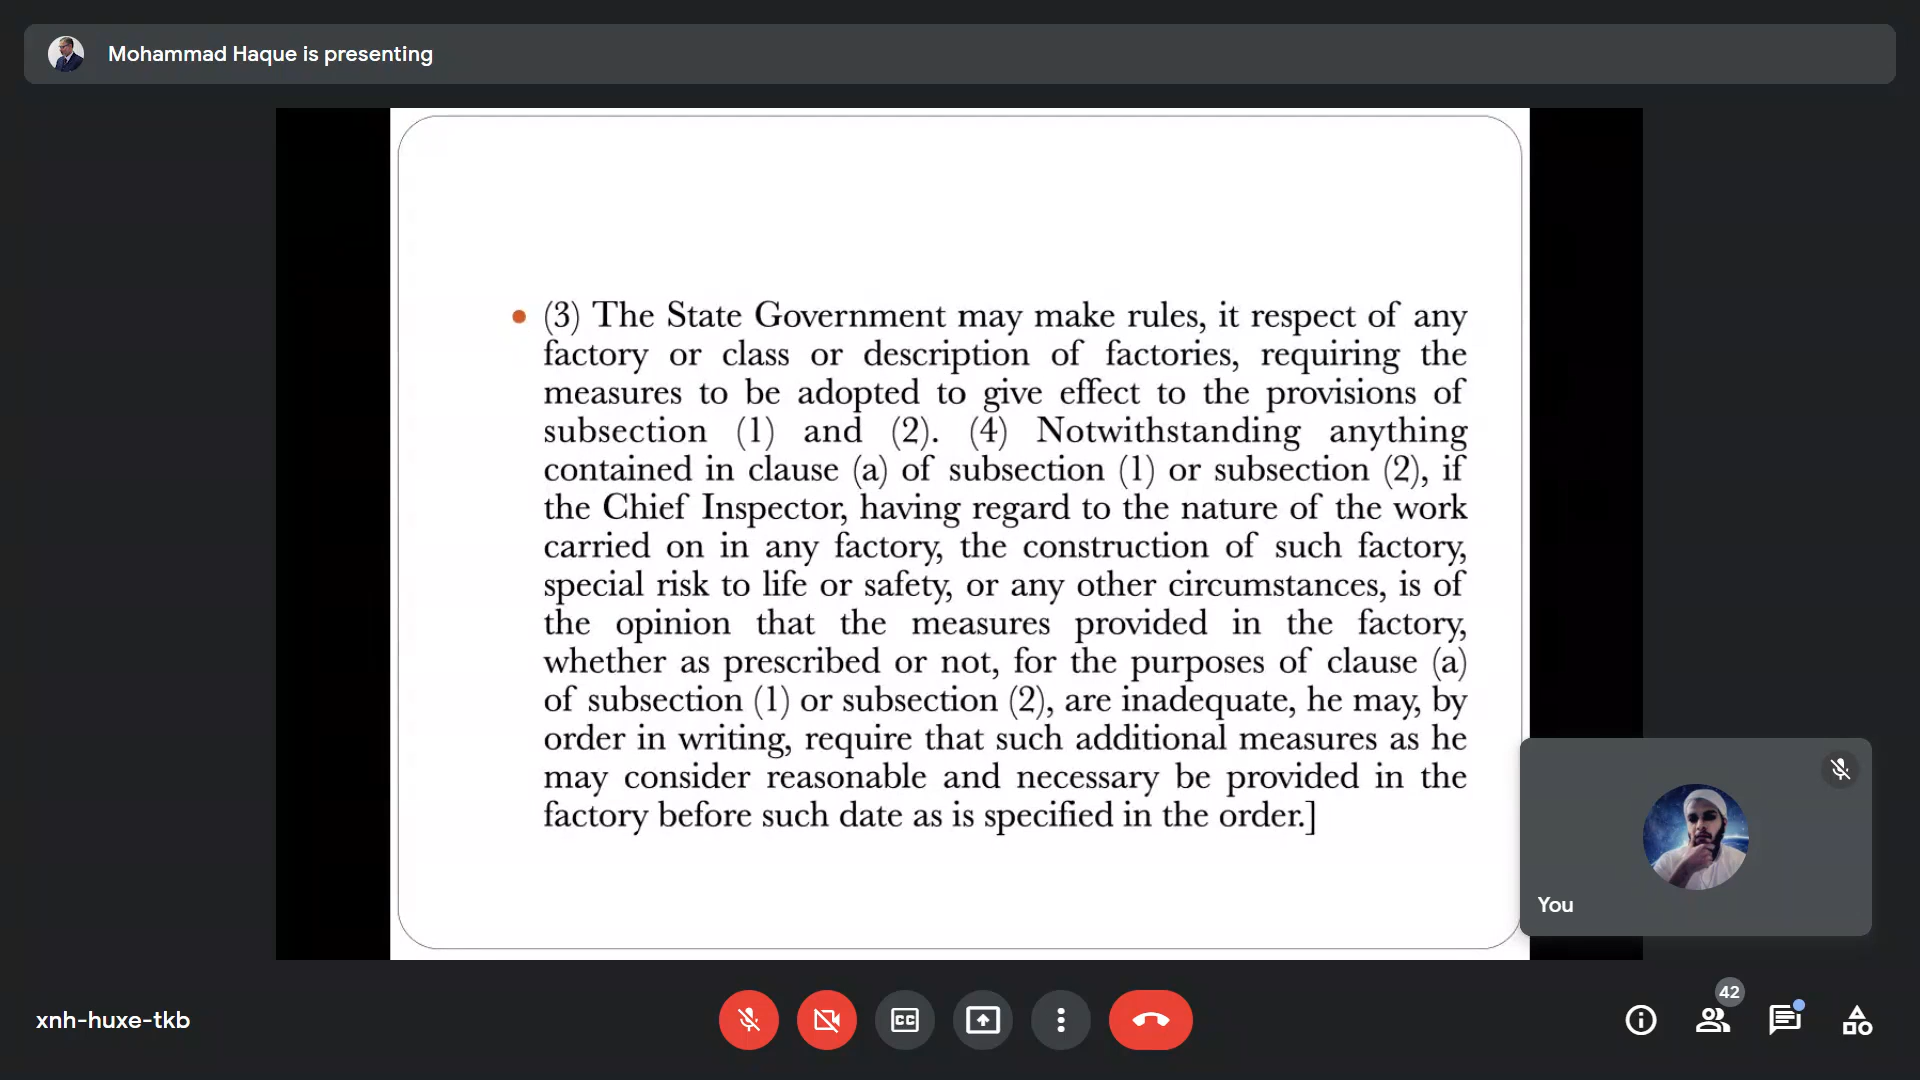 Mohammad Haque is presenting
• (3) The State Government may make rules, it respect of any
factory or class or description of factories, requiring the
measures to be adopted to give effect to the provisions of
subsection (1) and (2). (4) Notwithstanding anything
contained in clause (a) of subsection (1) or subsection (2), if
the Chief Inspector, having regard to the nature of the work
carried on in any factory, the construction of such factory,
special risk to life or safety, or any other circumstances, is of
the opinion that the measures provided in the factory,
whether as prescribed or not, for the purposes of clause (a)
of subsection (1) or subsection (2), are inadequate, he may, by
order in writing, require that such additional measures as he
may consider reasonable and necessary be provided in the
factory before such date as is specified in the order.]
You
xnh-huxe-tkb
CC
42